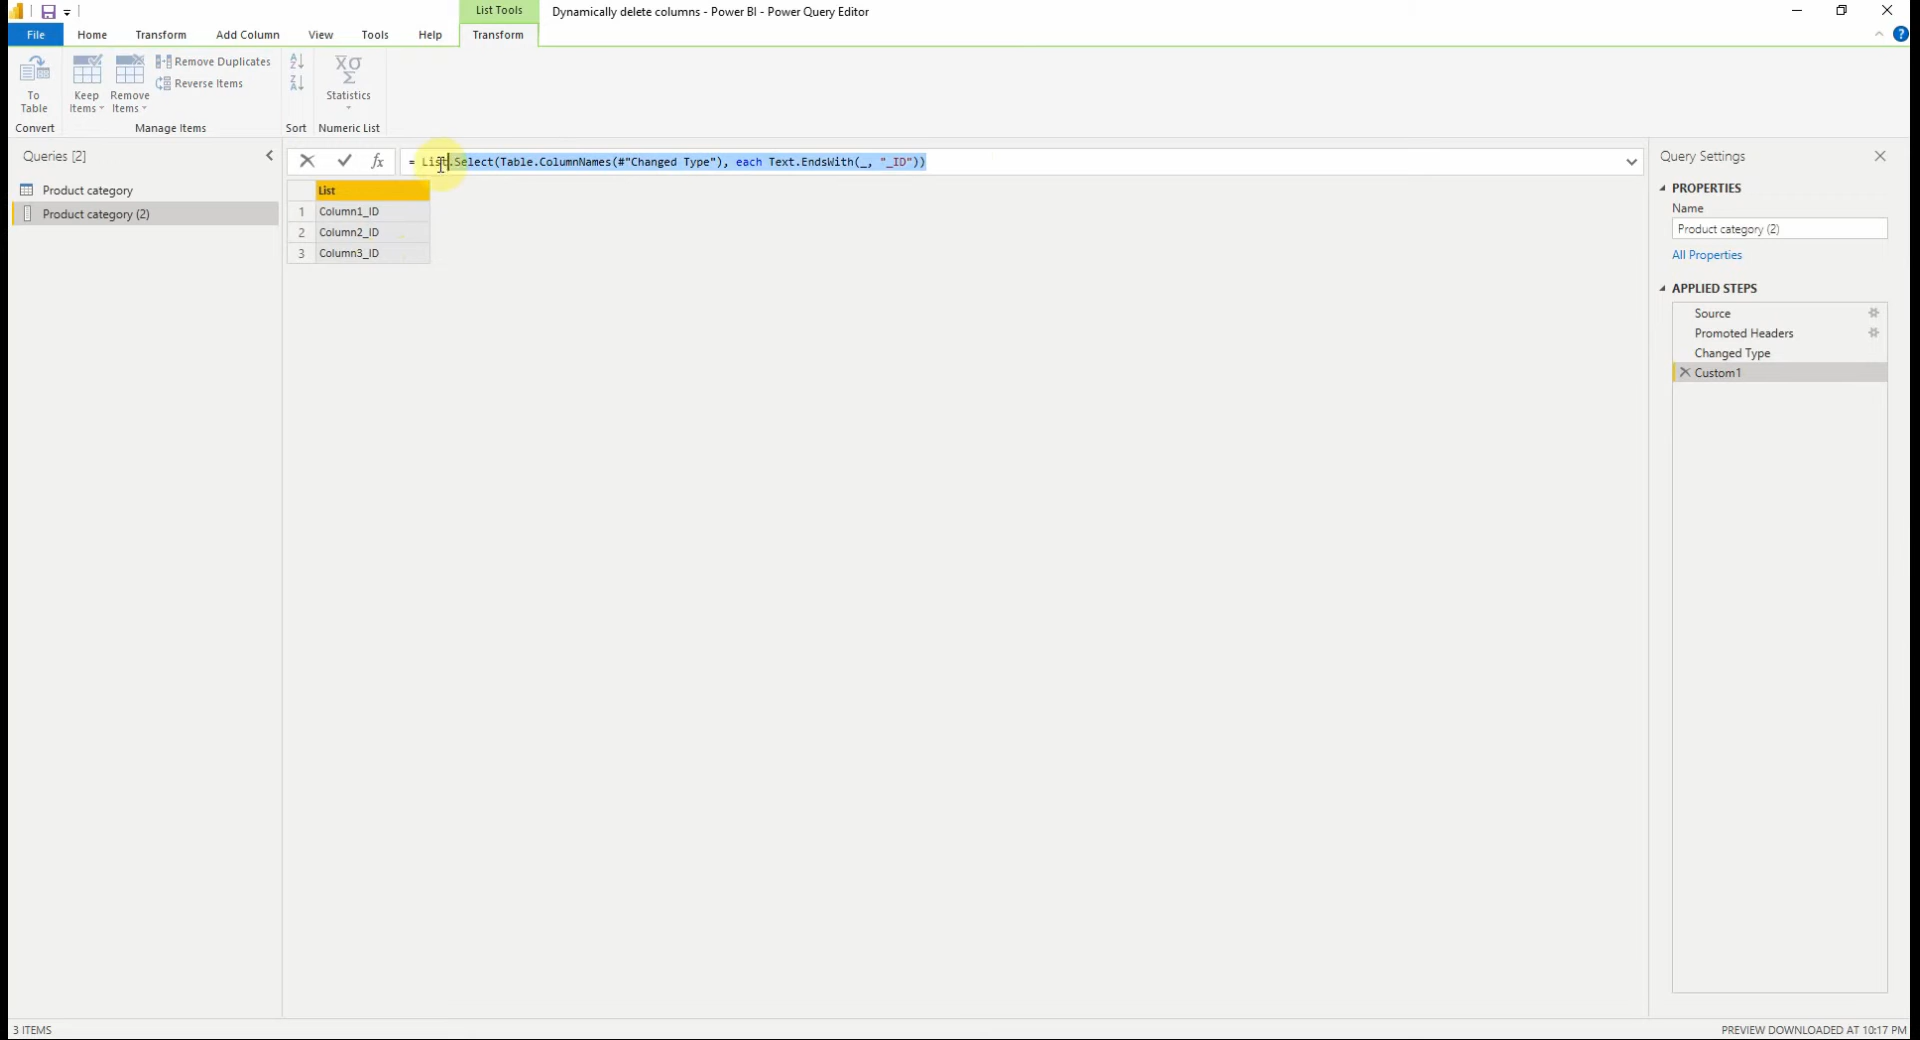 List Tools
Dynamically delete columns - Power BI - Power Query Editor
File
Home
Transform
Add Column
View
Tools
Help
Transform
To
Table
Keep
Items
Remove
Items
Remove Duplicates
Reverse Items
Statistics
Convert
Manage Items
Sort
Numeric List
Queries [2]
Product category
Product category (2)
fx
= List.Select(Table.ColumnNames(#"Changed Type"), each Text.EndsWith(_, "_ID"))
List
1 Column1_ID
2 Column2_ID
3 Column3_ID
Query Settings
PROPERTIES
Name
Product category (2)
All Properties
APPLIED STEPS
Source
Promoted Headers
Changed Type
Custom1
3 ITEMS
PREVIEW DOWNLOADED AT 10:17 PM